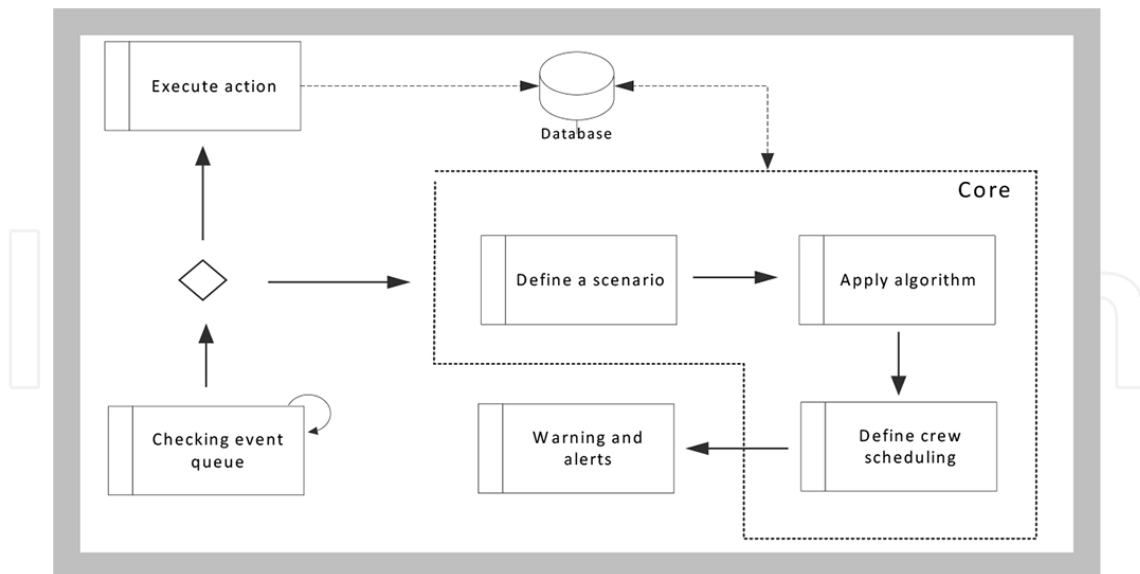 Execute action
Database
Core
Define a scenario
Apply algorithm
Checking event
queue
Warning and
alerts
Define crew
scheduling